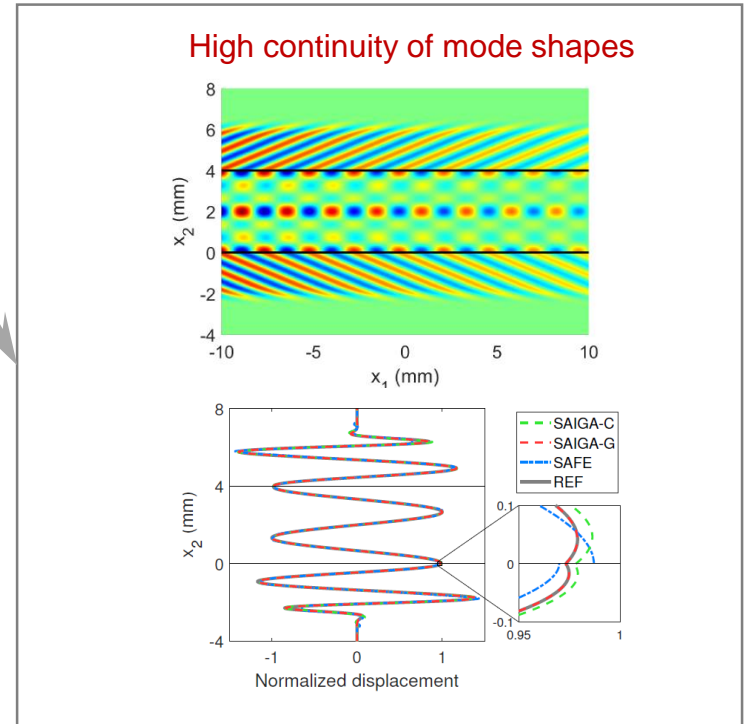 High continuity of mode shapes
8
6
4
2
0
-2
-4
x2 (mm)
-10 -5 0 5 10
x1 (mm)
8
4
0
-4
x2 (mm)
-1 0 1
Normalized displacement
SAIGA-C
SAIGA-G
SAFE
REF
0.1
0
-0.1
0.95 1